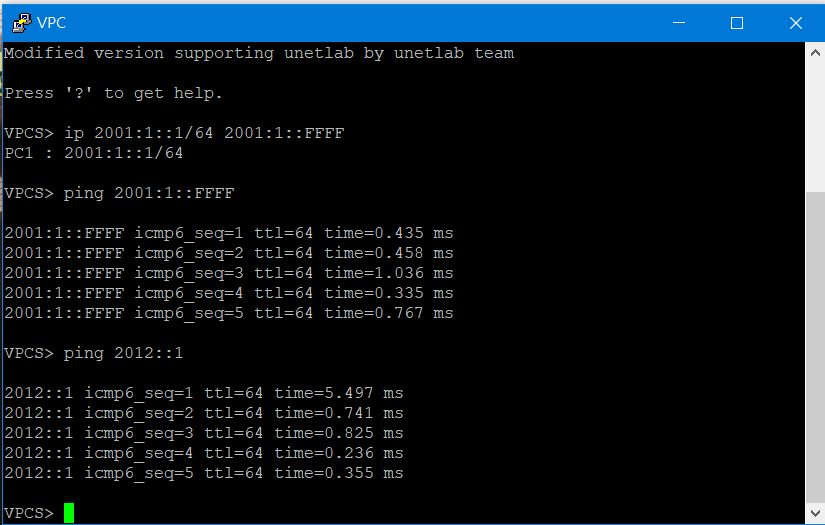 VPC
Modified version supporting unetlab by unetlab team
Press '?' to get help.
VPCS> ip 2001:1::1/64 2001:1::FFFF
PC1 : 2001:1::1/64
VPCS> ping 2001:1::FFFF
2001:1::FFFF icmp6_seq=1 ttl=64 time=0.435 ms
2001:1::FFFF icmp6_seq=2 ttl=64 time=0.458 ms
2001:1::FFFF icmp6_seq=3 ttl=64 time=1.036 ms
2001:1::FFFF icmp6_seq=4 ttl=64 time=0.335 ms
2001:1::FFFF icmp6_seq=5 ttl=64 time=0.767 ms
VPCS> ping 2012::1
2012::1 icmp6_seq=1 ttl=64 time=5.497 ms
2012::1 icmp6_seq=2 ttl=64 time=0.741 ms
2012::1 icmp6_seq=3 ttl=64 time=0.825 ms
2012::1 icmp6_seq=4 ttl=64 time=0.236 ms
2012::1 icmp6_seq=5 ttl=64 time=0.355 ms
VPCS>